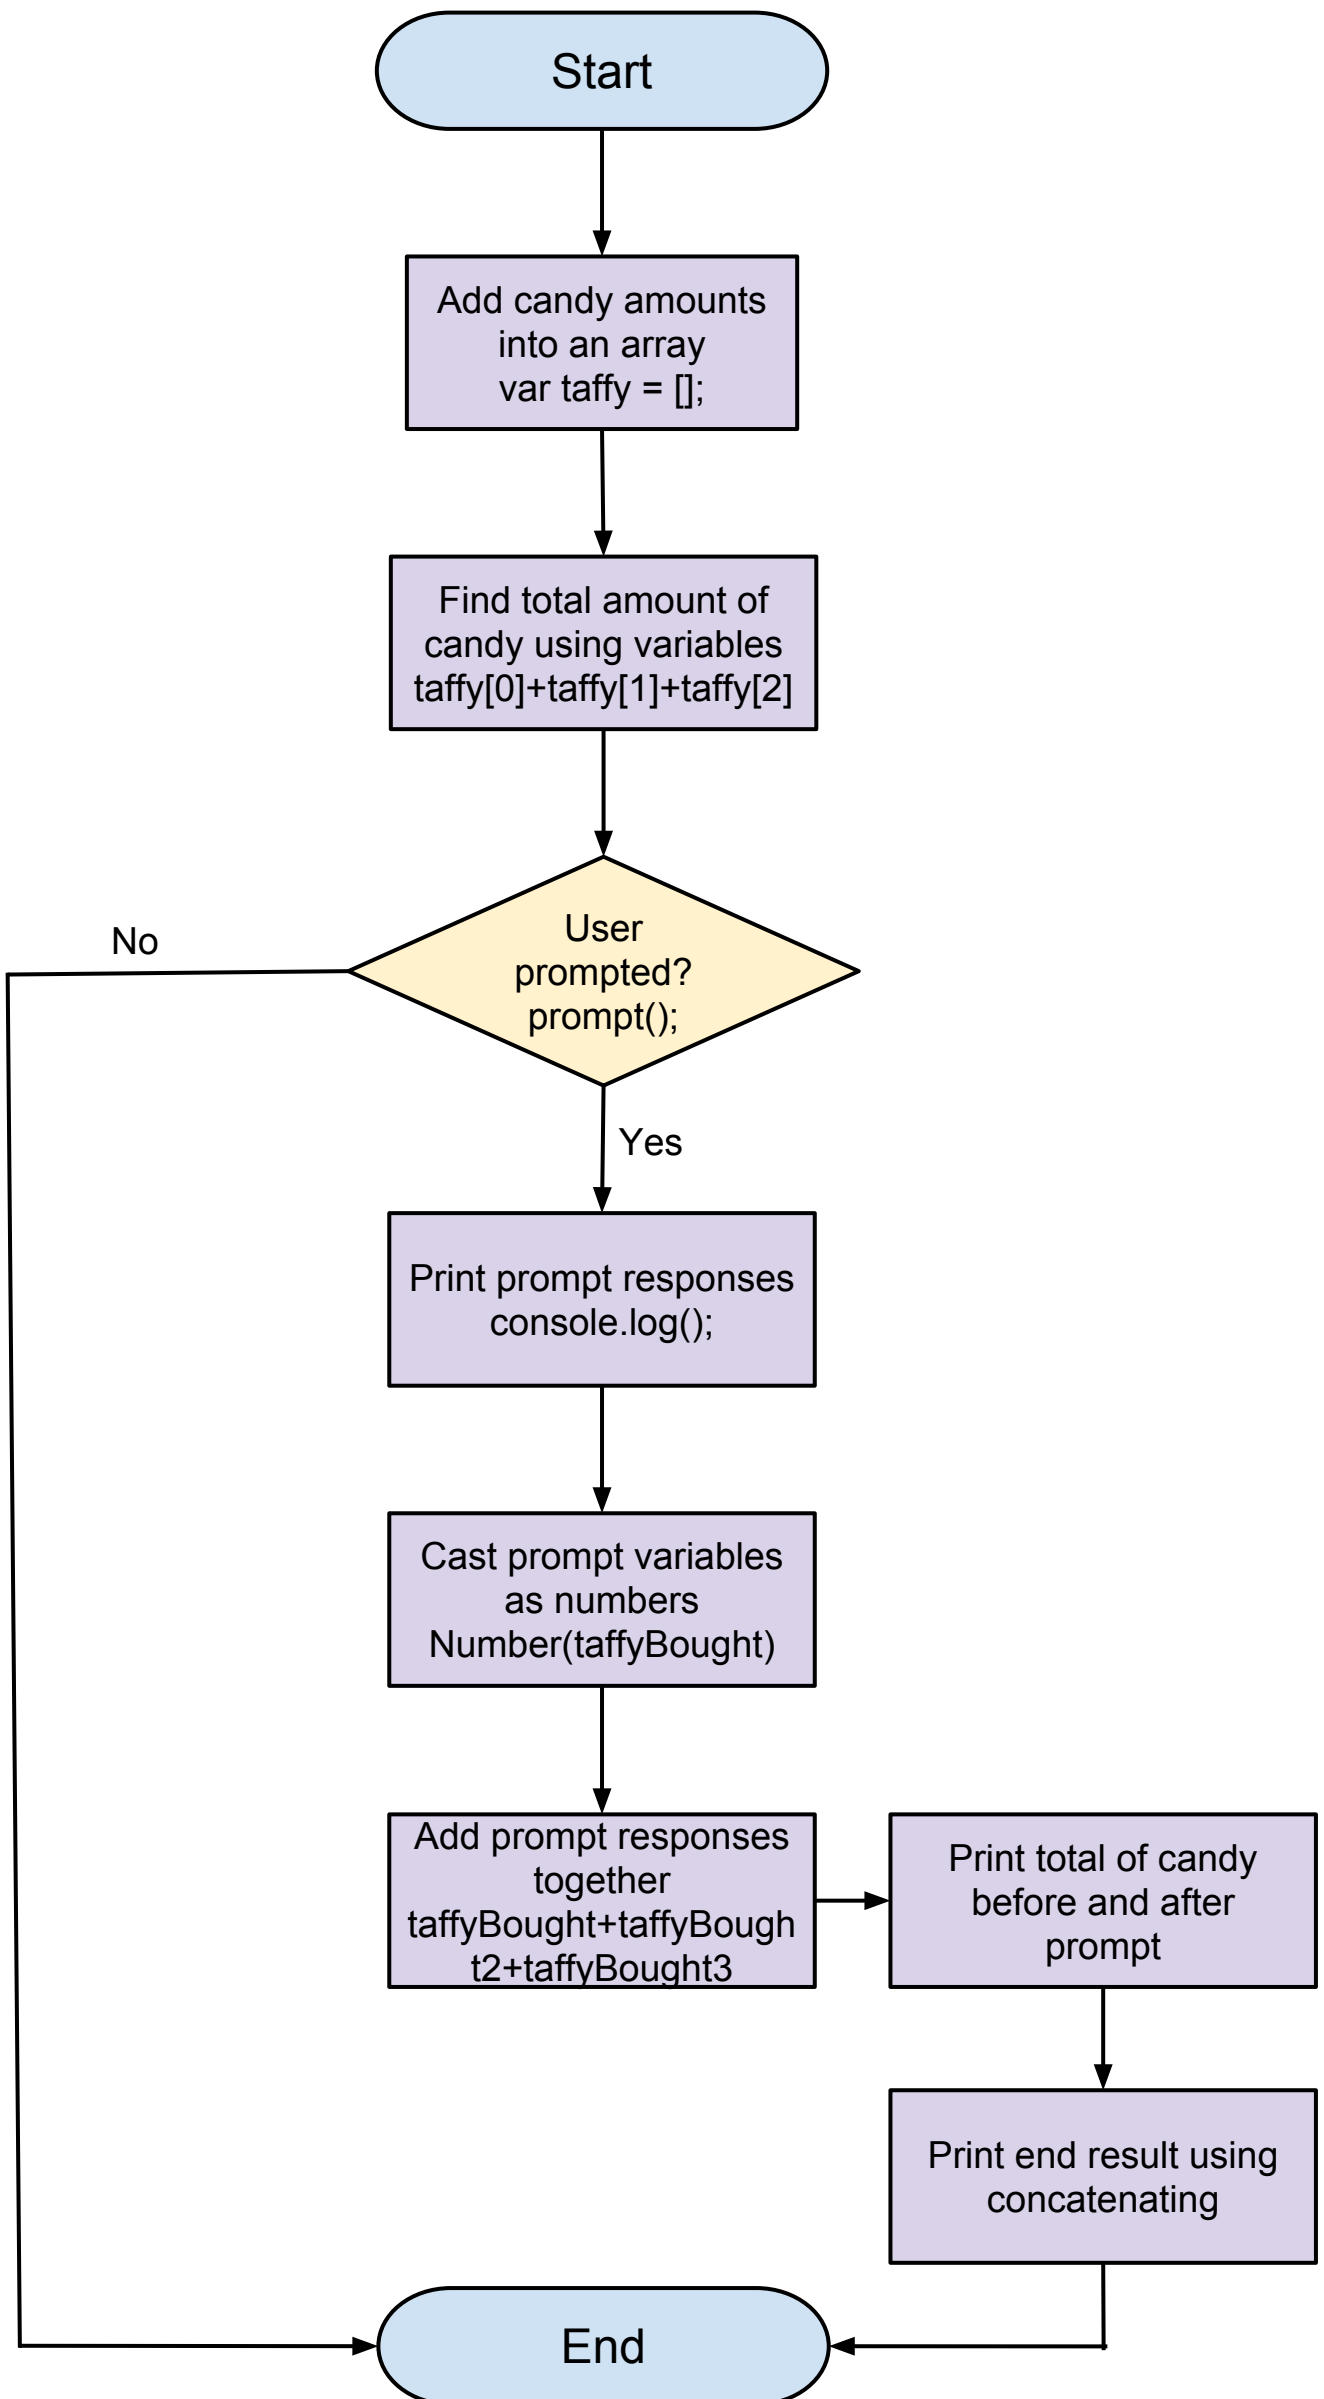 Start
Add candy amounts
into an array
var taffy = [];
Find total amount of
candy using variables
taffy[0]+taffy[1]+taffy[2]
User
prompted?
prompt();
No
Yes
Print prompt responses
console.log();
Cast prompt variables
as numbers
Number(taffyBought)
Add prompt responses
together
taffyBought+taffyBough
t2+taffyBought3
Print total of candy
before and after
prompt
Print end result using
concatenating
End